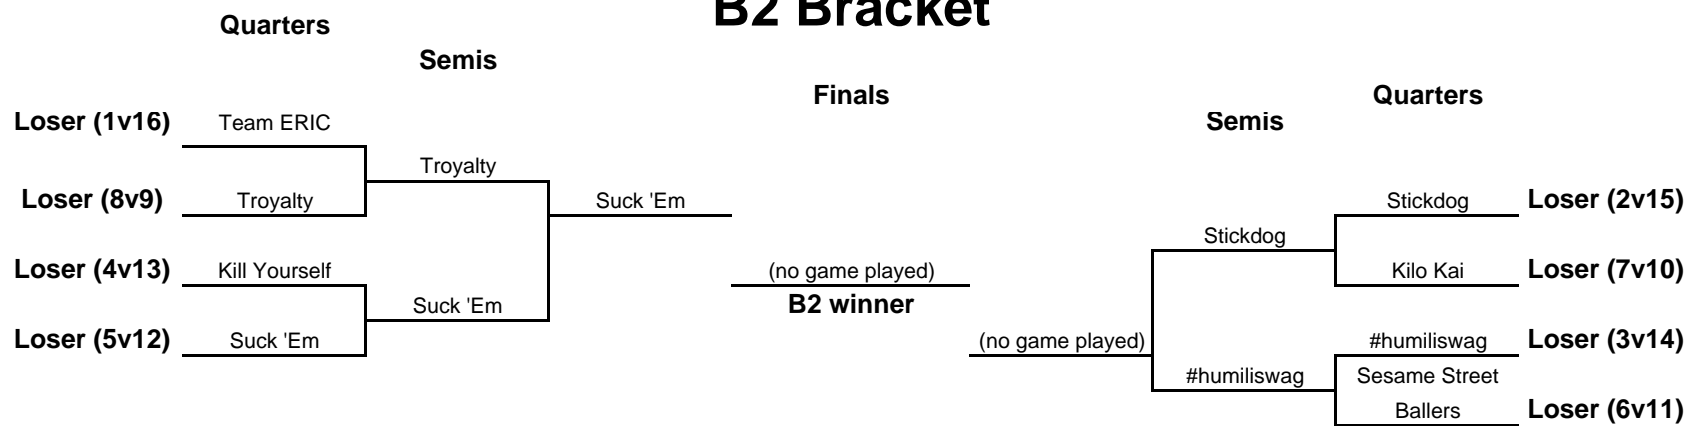 B2 Bracket
Quarters
Semis
Finals
Quarters
Semis
Loser (1v16) Team ERIC
Troyalty
Loser (8v9) Troyalty
Suck 'Em
Stickdog Loser (2v15)
Stickdog
Loser (4v13) Kill Yourself
(no game played)
Kilo Kai Loser (7v10)
Suck 'Em
B2 winner
Loser (5v12) Suck 'Em
(no game played)
#humiliswag Loser (3v14)
#humiliswag
Sesame Street
Ballers Loser (6v11)